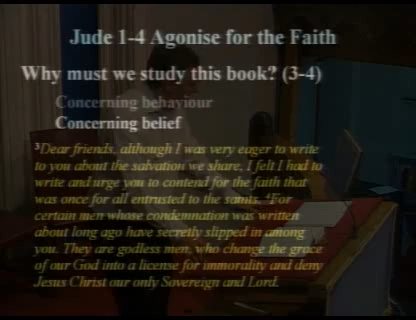 Jude 1-4 Agonise for the Faith
Why must we study this book? (3-4)
Concerning behaviour
Concerning belief
3Dear friends, although I was very eager to write
to you about the salvation we share, I felt I had to
write and urge you to contend for the faith that
was once for all entrusted to the saints. 4For
certain men whose condemnation was written
about long ago have secretly slipped in among
you. They are godless men, who change the grace
of our God into a license for immorality and deny
Jesus Christ our only Sovereign and Lord.